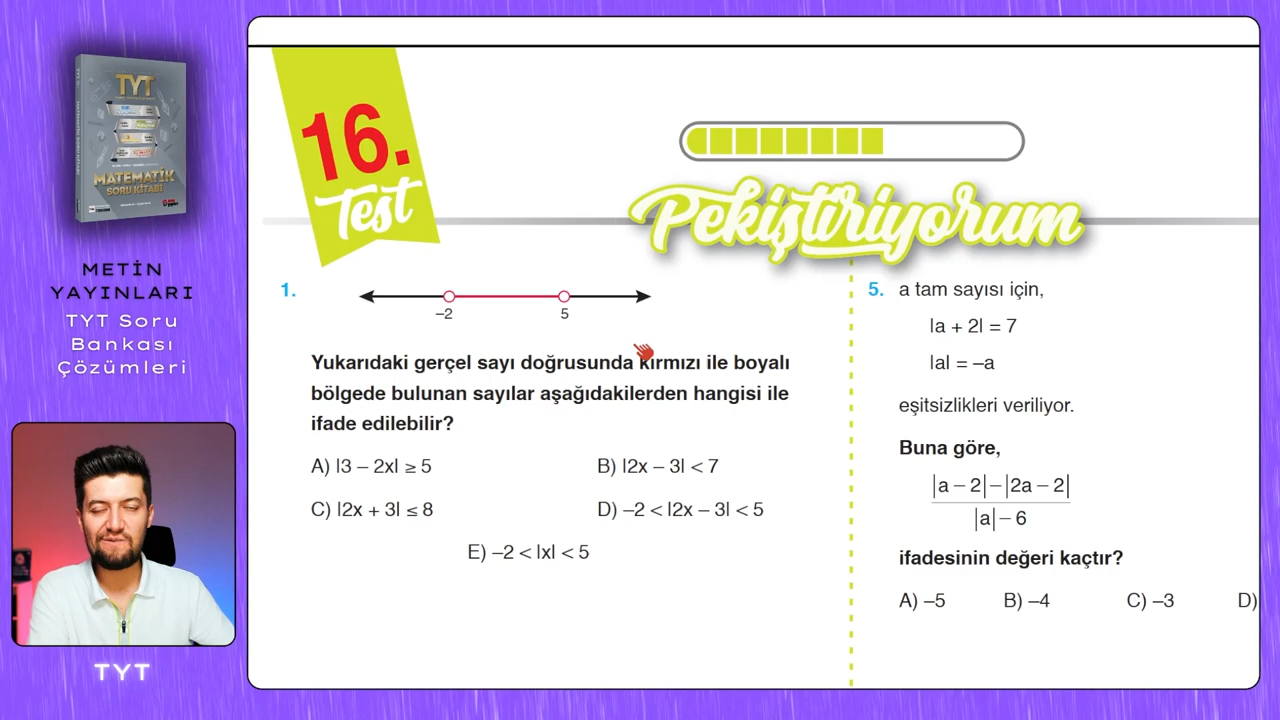 TYT
MATEMATİK
SORU KİTABI
METİN
YAYINLARI
TYT Soru
Bankası
Çözümleri
TYT
16.
Test
Pekiştiriyorum
1.
–2
5
Yukarıdaki gerçel sayı doğrusunda kırmızı ile boyalı
bölgede bulunan sayılar aşağıdakilerden hangisi ile
ifade edilebilir?
A) |3 – 2x| ≥ 5
B) |2x – 3| < 7
C) |2x + 3| ≤ 8
D) –2 < |2x – 3| < 5
E) –2 < |x| < 5
5. a tam sayısı için,
|a + 2| = 7
|a| = –a
eşitsizlikleri veriliyor.
Buna göre,
|a – 2| – |2a – 2|
|a| – 6
ifadesinin değeri kaçtır?
A) –5 B) –4 C) –3 D)